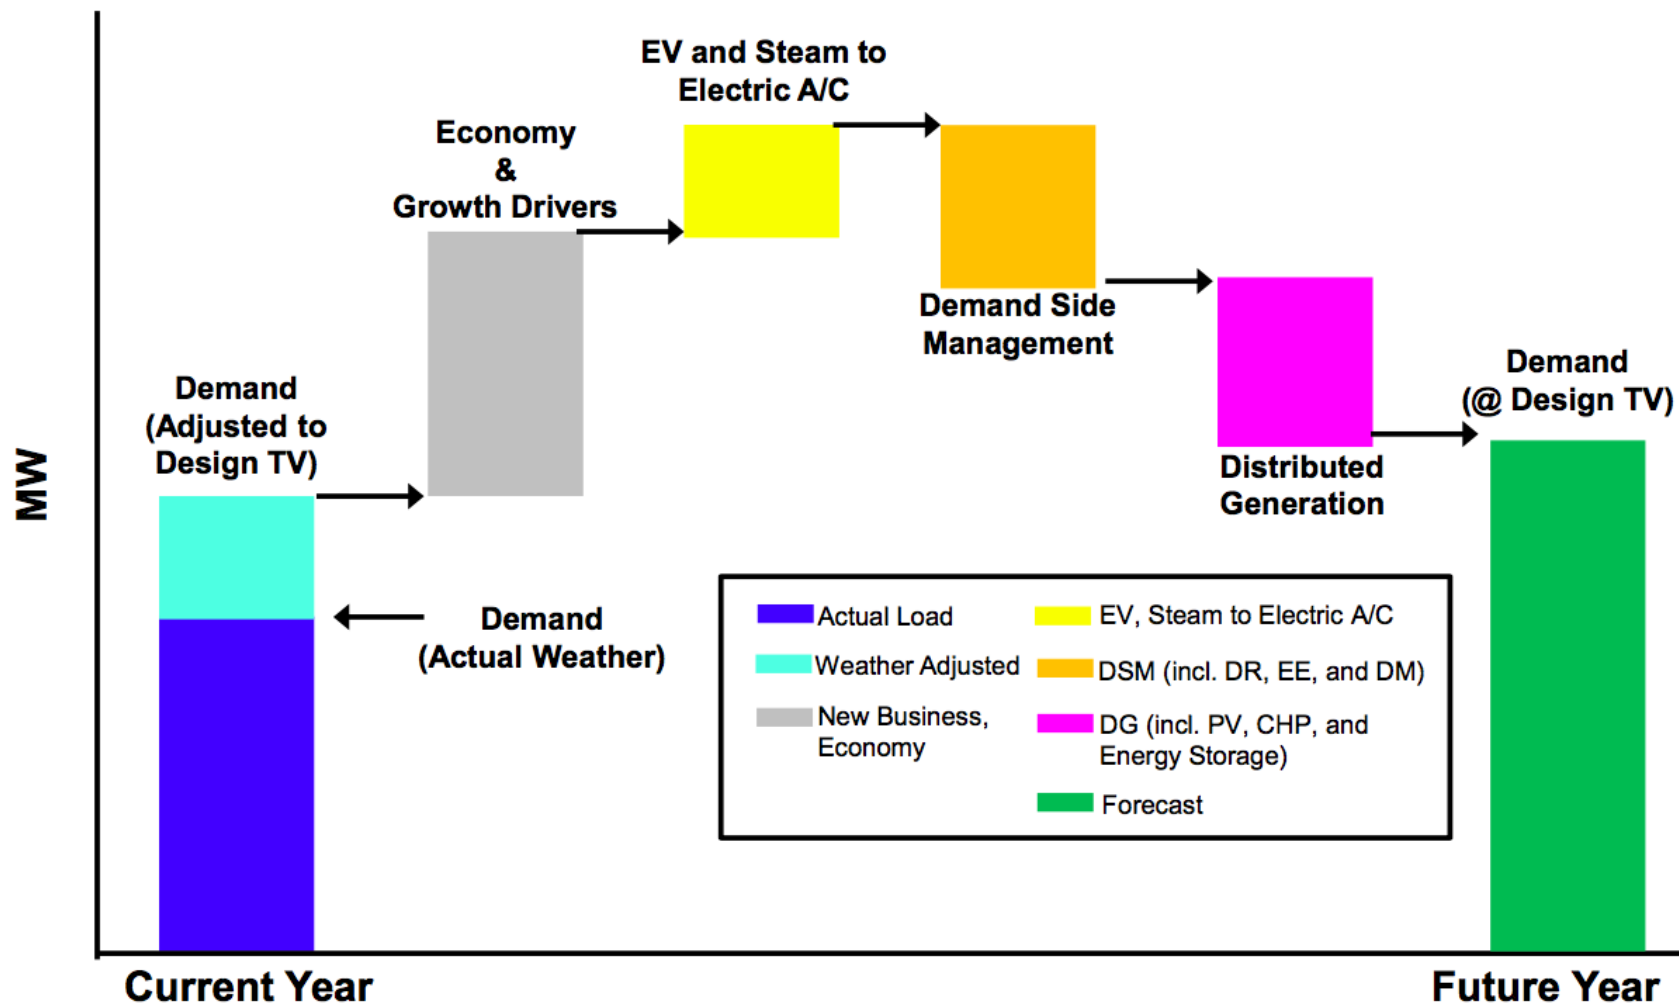 EV and Steam to
Electric A/C
Economy
&
Growth Drivers
Demand Side
Management
Demand
(@ Design TV)
Demand
(Adjusted to
Design TV)
MW
Distributed
Generation
Demand
(Actual Weather)
Actual Load
Weather Adjusted
New Business,
Economy
EV, Steam to Electric A/C
DSM (incl. DR, EE, and DM)
DG (incl. PV, CHP, and
Energy Storage)
Forecast
Current Year
Future Year